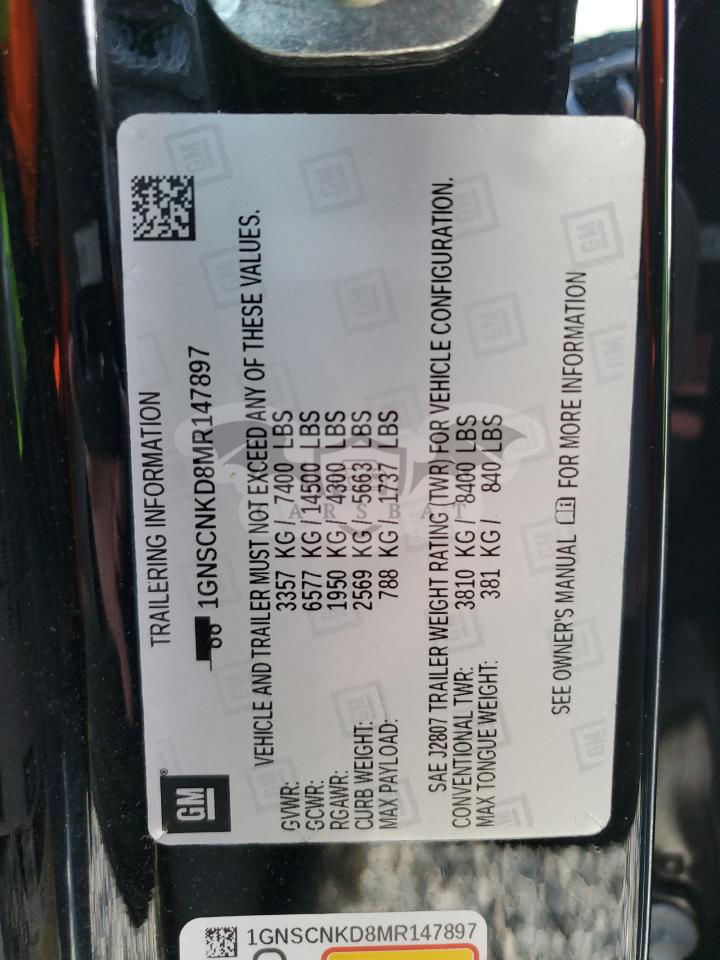 TRAILERING INFORMATION
1GNSCNKD8MR147897
VEHICLE AND TRAILER MUST NOT EXCEED ANY OF THESE VALUES.
GVWR: 3357 KG / 7400 LBS
GCWR: 6577 KG / 14500 LBS
RGAWR: 1950 KG / 4300 LBS
CURB WEIGHT: 2569 KG / 5663 LBS
MAX PAYLOAD: 788 KG / 1737 LBS
SAE J2807 TRAILER WEIGHT RATING (TWR) FOR VEHICLE CONFIGURATION.
CONVENTIONAL TWR: 3810 KG / 8400 LBS
MAX TONGUE WEIGHT: 381 KG / 840 LBS
SEE OWNER'S MANUAL FOR MORE INFORMATION
GM®
CARSBAT
1GNSCNKD8MR147897